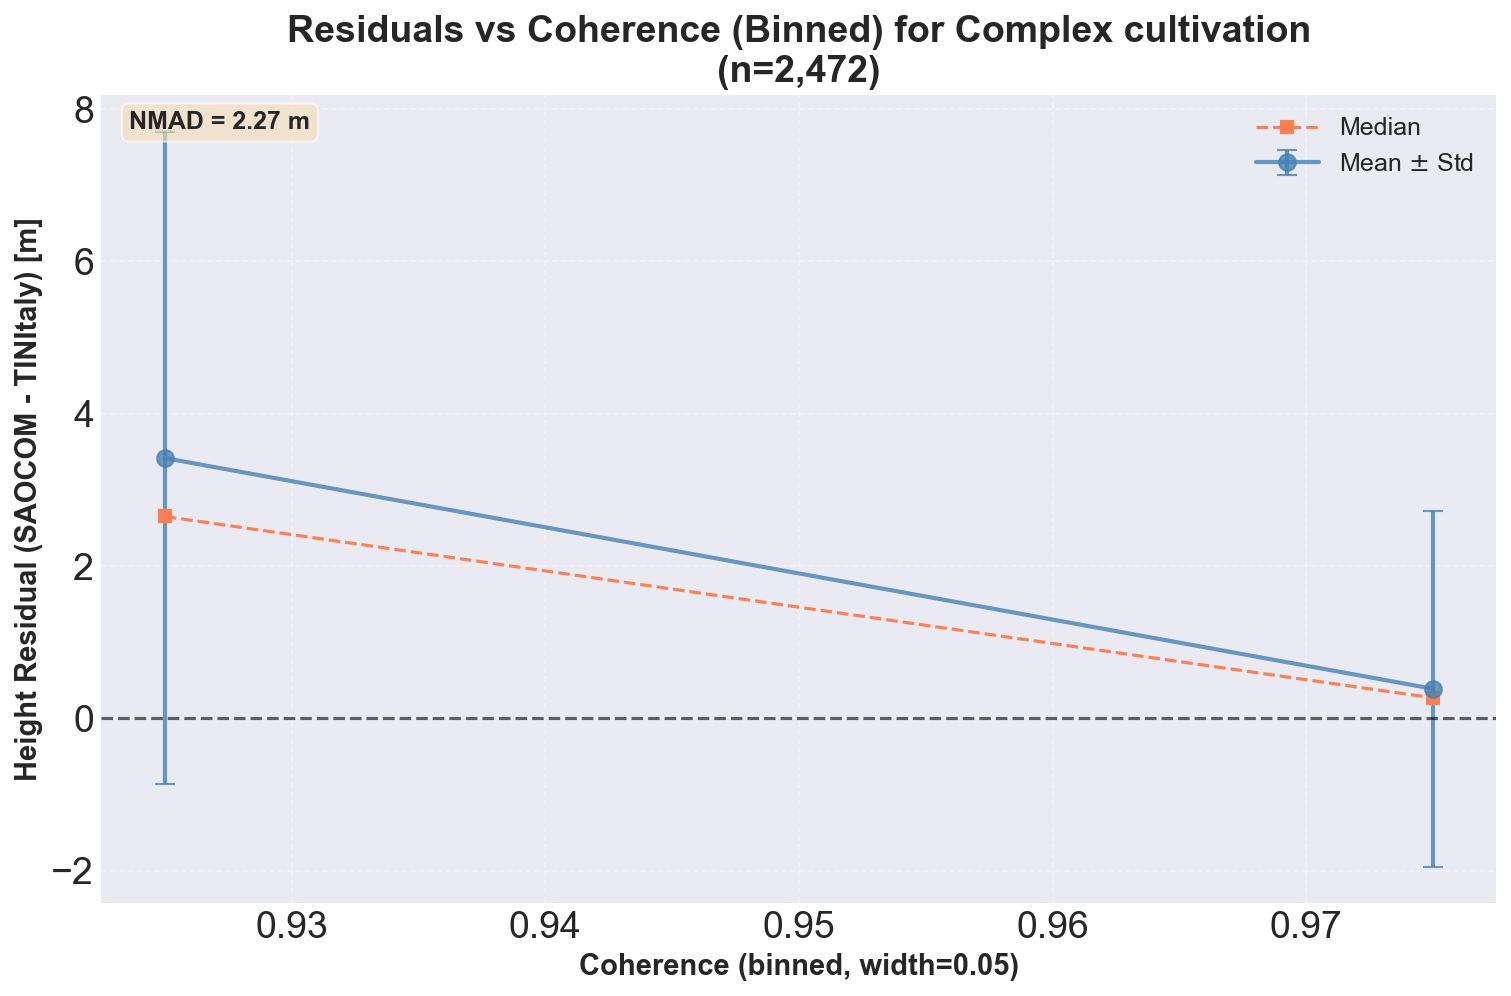 Residuals vs Coherence (Binned) for Complex cultivation
(n=2,472)
NMAD = 2.27 m
Median
Mean ± Std
Height Residual (SAOCOM - TINItaly) [m]
8
6
4
2
0
−2
0.93 0.94 0.95 0.96 0.97
Coherence (binned, width=0.05)